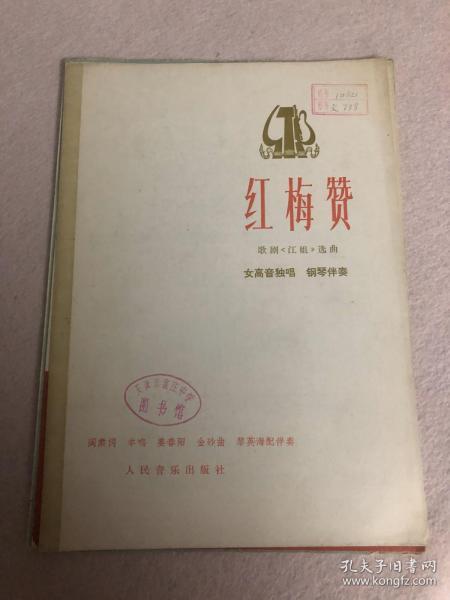 红梅赞
歌剧<江姐>选曲
女高音独唱 钢琴伴奏
图书馆
阎肃词 羊鸣 姜春阳 金砂曲 黎英海配伴奏
人民音乐出版社
孔夫子旧书网
www.kongfz.com